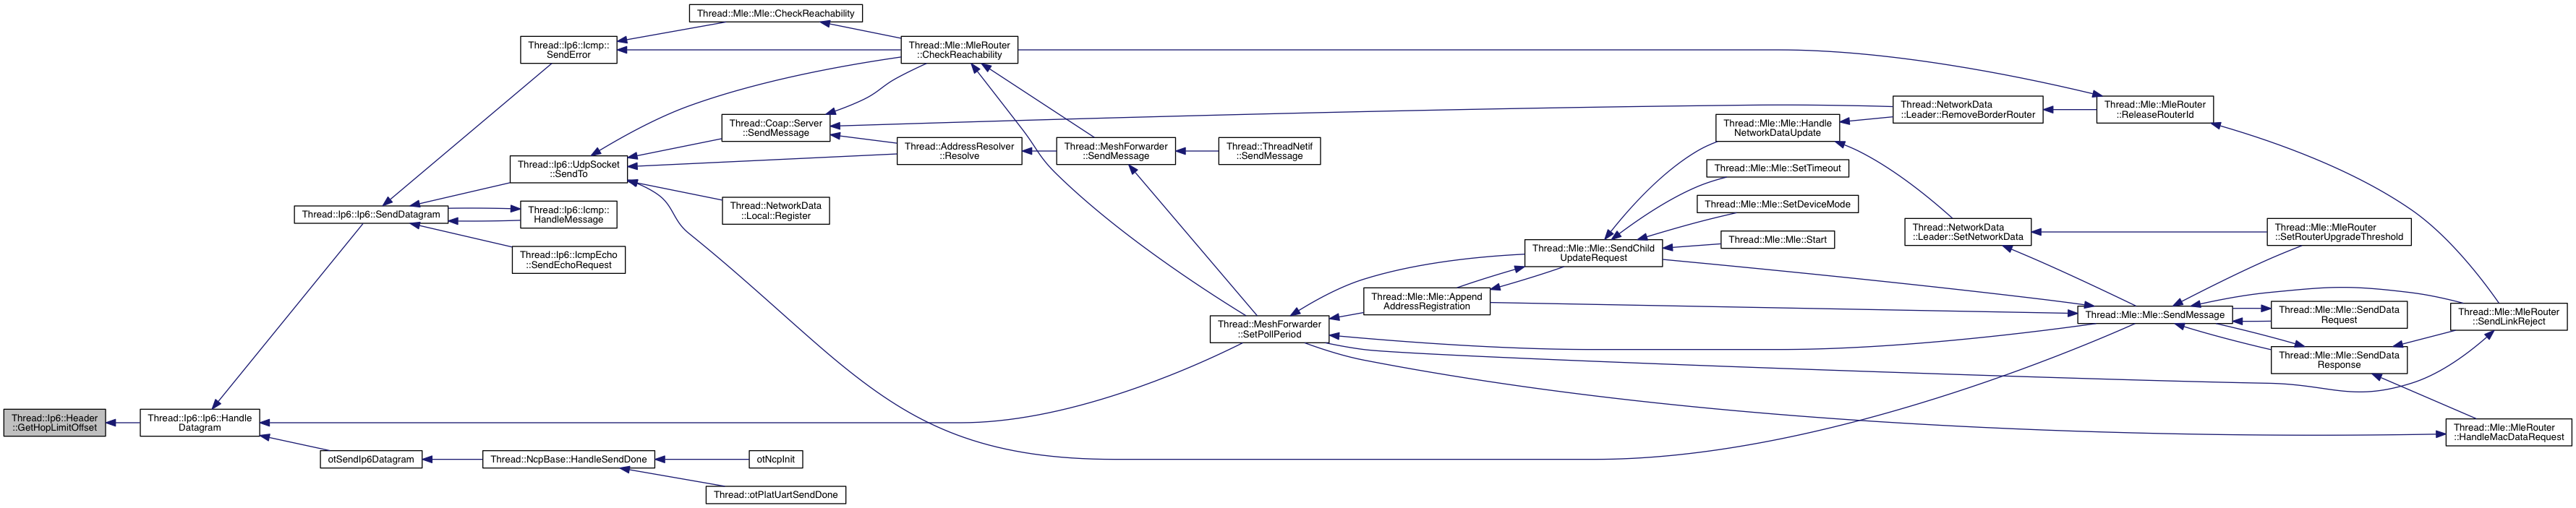 Thread::Mle::Mle::CheckReachability
Thread::Ip6::Icmp::
SendError
Thread::Mle::MleRouter
::CheckReachability
Thread::NetworkData
::Leader::RemoveBorderRouter
Thread::Mle::MleRouter
::ReleaseRouterId
Thread::Coap::Server
::SendMessage
Thread::Mle::Mle::Handle
NetworkDataUpdate
Thread::AddressResolver
::Resolve
Thread::MeshForwarder
::SendMessage
Thread::ThreadNetif
::SendMessage
Thread::Ip6::UdpSocket
::SendTo
Thread::Mle::Mle::SetTimeout
Thread::NetworkData
::Local::Register
Thread::Mle::Mle::SetDeviceMode
Thread::Ip6::Ip6::SendDatagram
Thread::Ip6::Icmp::
HandleMessage
Thread::NetworkData
::Leader::SetNetworkData
Thread::Mle::MleRouter
::SetRouterUpgradeThreshold
Thread::Mle::Mle::Start
Thread::Mle::Mle::SendChild
UpdateRequest
Thread::Ip6::IcmpEcho
::SendEchoRequest
Thread::Mle::Mle::Append
AddressRegistration
Thread::Mle::Mle::SendMessage
Thread::Mle::Mle::SendData
Request
Thread::Mle::MleRouter
::SendLinkReject
Thread::MeshForwarder
::SetPollPeriod
Thread::Mle::Mle::SendData
Response
Thread::Ip6::Header
::GetHopLimitOffset
Thread::Ip6::Ip6::Handle
Datagram
Thread::Mle::MleRouter
::HandleMacDataRequest
otSendIp6Datagram
Thread::NcpBase::HandleSendDone
otNcpInit
Thread::otPlatUartSendDone